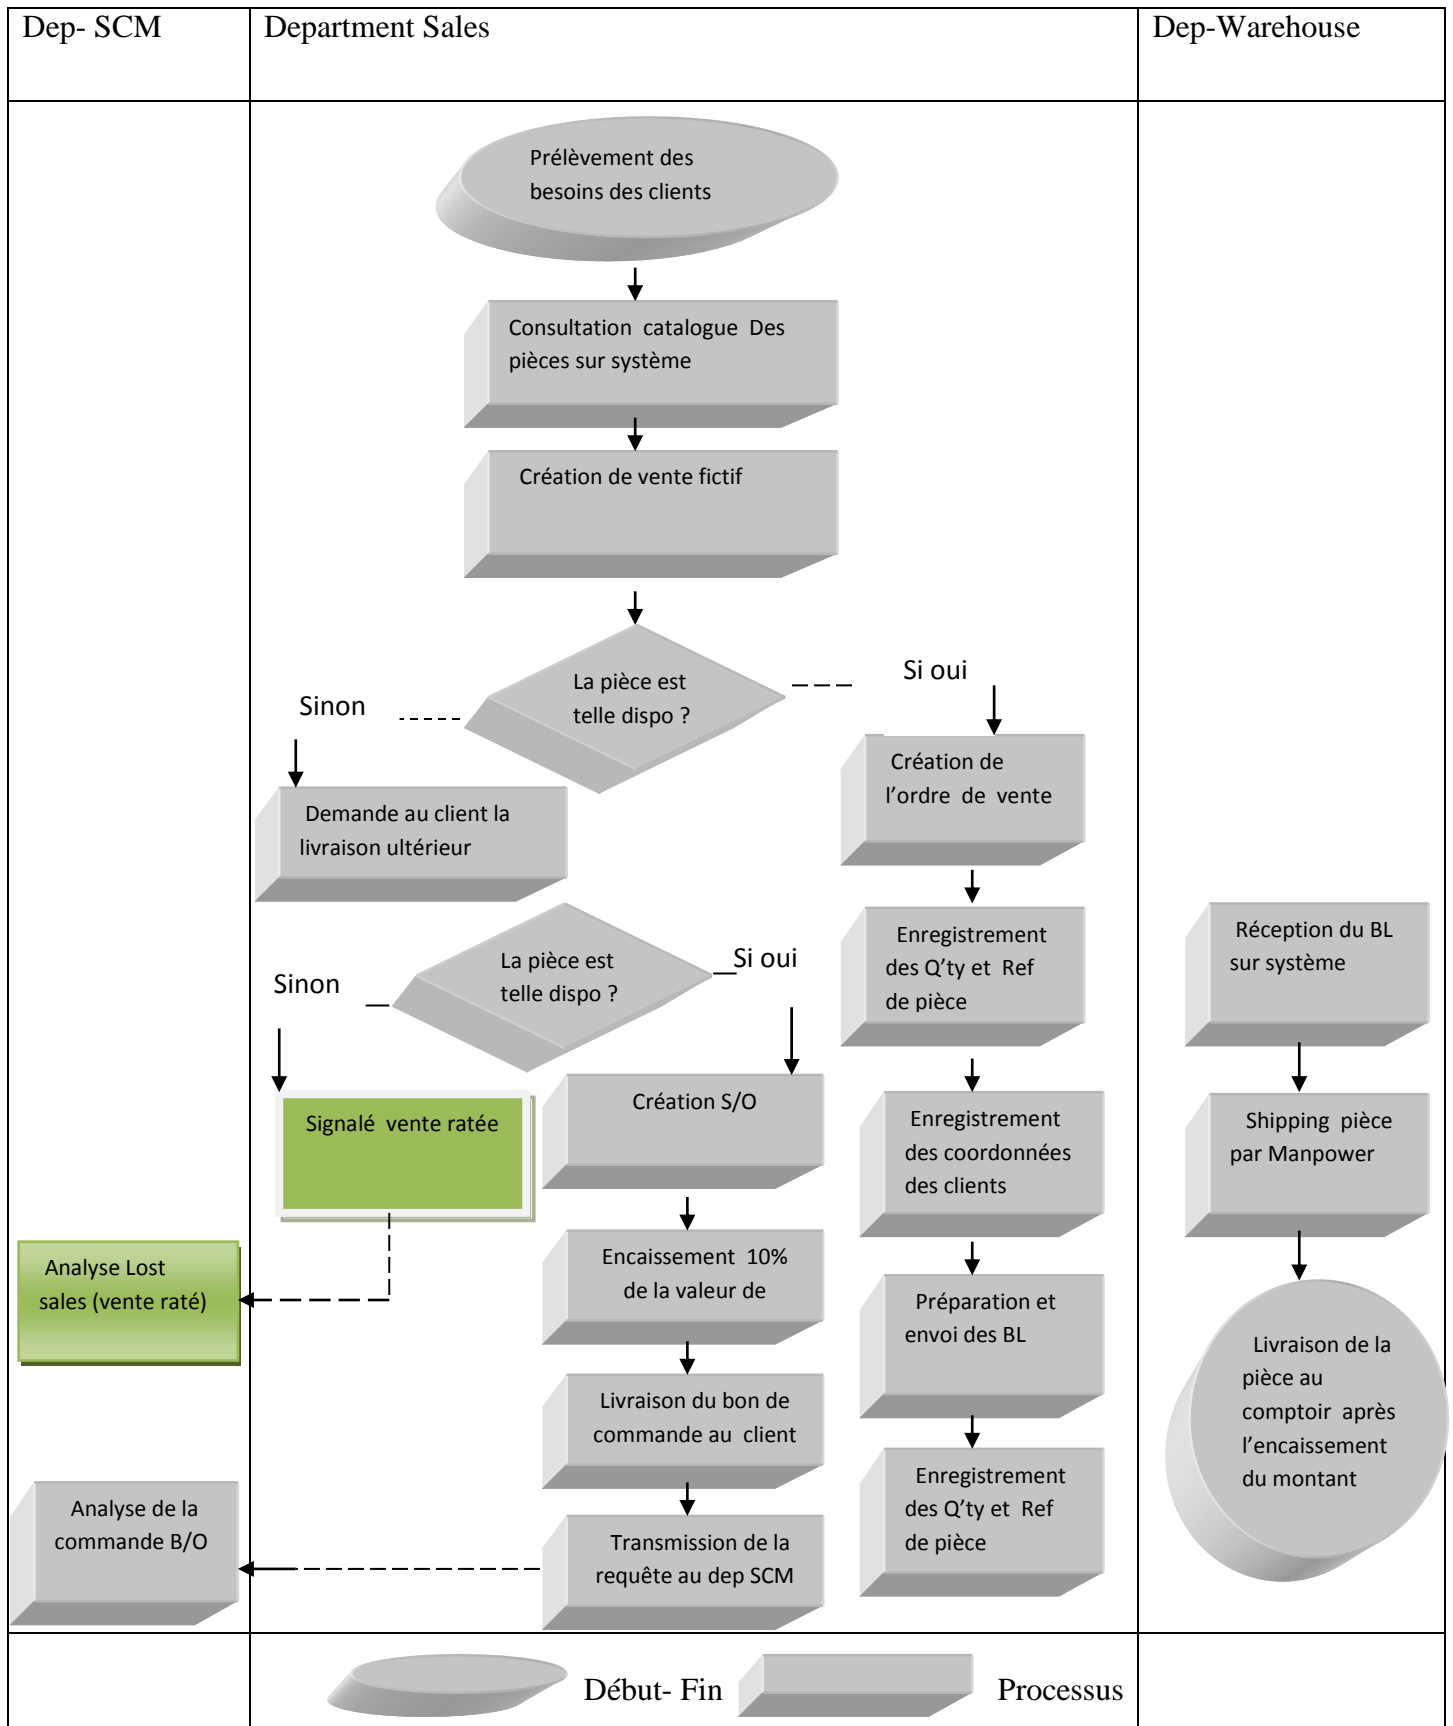 Dep- SCM
Department Sales
Dep-Warehouse
Prélèvement des
besoins des clients
Consultation catalogue Des
pièces sur système
Création de vente fictif
La pièce est
telle dispo ?
Sinon
Si oui
Demande au client la
livraison ultérieur
Création de
l’ordre de vente
La pièce est
telle dispo ?
Sinon
Si oui
Enregistrement
des Q’ty et Ref
de pièce
Réception du BL
sur système
Signalé vente ratée
Création S/O
Enregistrement
des coordonnées
des clients
Shipping pièce
par Manpower
Analyse Lost
sales (vente raté)
Encaissement 10%
de la valeur de
Préparation et
envoi des BL
Livraison de la
pièce au
comptoir après
l’encaissement
du montant
Livraison du bon de
commande au client
Enregistrement
des Q’ty et Ref
de pièce
Analyse de la
commande B/O
Transmission de la
requête au dep SCM
Début- Fin
Processus